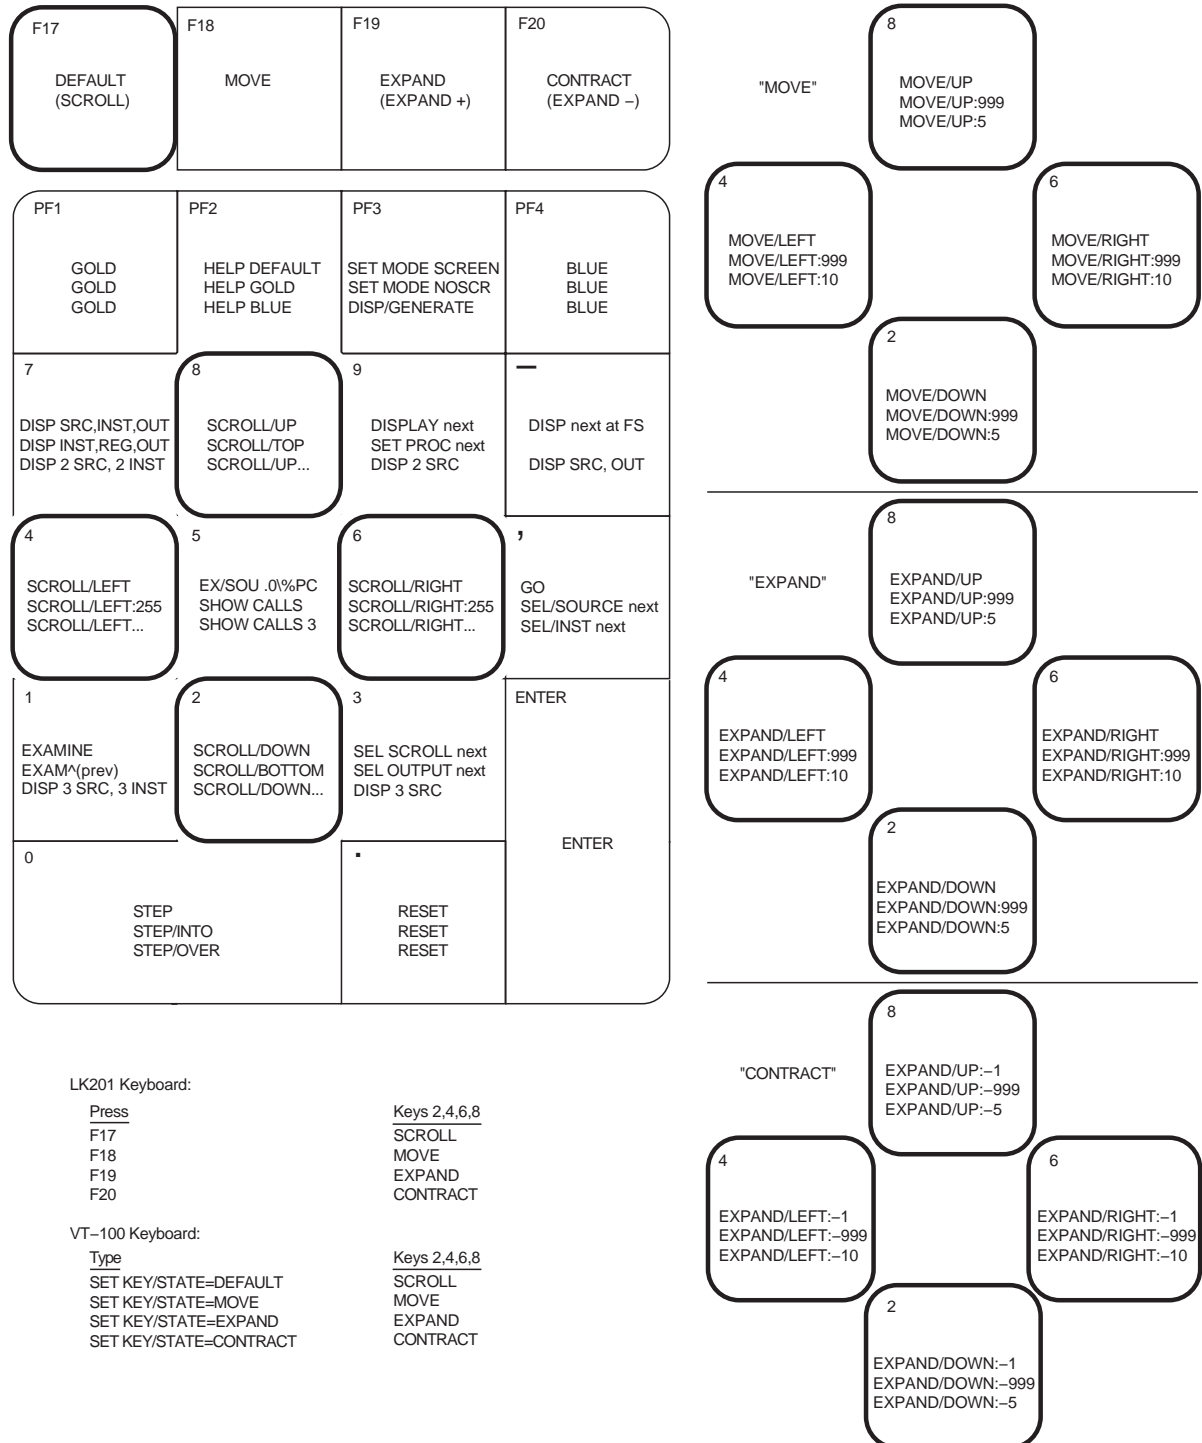 F17
DEFAULT
(SCROLL)
F18
MOVE
F19
EXPAND
(EXPAND +)
F20
CONTRACT
(EXPAND −)
PF1
GOLD
GOLD
GOLD
PF2
HELP DEFAULT
HELP GOLD
HELP BLUE
PF3
SET MODE SCREEN
SET MODE NOSCR
DISP/GENERATE
PF4
BLUE
BLUE
BLUE
7
DISP SRC,INST,OUT
DISP INST,REG,OUT
DISP 2 SRC, 2 INST
8
SCROLL/UP
SCROLL/TOP
SCROLL/UP...
9
DISPLAY next
SET PROC next
DISP 2 SRC
−
DISP next at FS
DISP SRC, OUT
4
SCROLL/LEFT
SCROLL/LEFT:255
SCROLL/LEFT...
5
EX/SOU .0\%PC
SHOW CALLS
SHOW CALLS 3
6
SCROLL/RIGHT
SCROLL/RIGHT:255
SCROLL/RIGHT...
,
GO
SEL/SOURCE next
SEL/INST next
1
EXAMINE
EXAM^(prev)
DISP 3 SRC, 3 INST
2
SCROLL/DOWN
SCROLL/BOTTOM
SCROLL/DOWN...
3
SEL SCROLL next
SEL OUTPUT next
DISP 3 SRC
ENTER
ENTER
0
STEP
STEP/INTO
STEP/OVER
.
RESET
RESET
RESET
LK201 Keyboard:
Press Keys 2,4,6,8
F17 SCROLL
F18 MOVE
F19 EXPAND
F20 CONTRACT
VT−100 Keyboard:
Type Keys 2,4,6,8
SET KEY/STATE=DEFAULT SCROLL
SET KEY/STATE=MOVE MOVE
SET KEY/STATE=EXPAND EXPAND
SET KEY/STATE=CONTRACT CONTRACT
"MOVE"
8
MOVE/UP
MOVE/UP:999
MOVE/UP:5
4
MOVE/LEFT
MOVE/LEFT:999
MOVE/LEFT:10
6
MOVE/RIGHT
MOVE/RIGHT:999
MOVE/RIGHT:10
2
MOVE/DOWN
MOVE/DOWN:999
MOVE/DOWN:5
"EXPAND"
8
EXPAND/UP
EXPAND/UP:999
EXPAND/UP:5
4
EXPAND/LEFT
EXPAND/LEFT:999
EXPAND/LEFT:10
6
EXPAND/RIGHT
EXPAND/RIGHT:999
EXPAND/RIGHT:10
2
EXPAND/DOWN
EXPAND/DOWN:999
EXPAND/DOWN:5
"CONTRACT"
8
EXPAND/UP:−1
EXPAND/UP:−999
EXPAND/UP:−5
4
EXPAND/LEFT:−1
EXPAND/LEFT:−999
EXPAND/LEFT:−10
6
EXPAND/RIGHT:−1
EXPAND/RIGHT:−999
EXPAND/RIGHT:−10
2
EXPAND/DOWN:−1
EXPAND/DOWN:−999
EXPAND/DOWN:−5